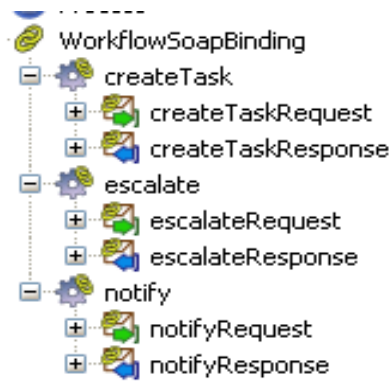 WorkflowSoapBinding
createTask
createTaskRequest
createTaskResponse
escalate
escalateRequest
escalateResponse
notify
notifyRequest
notifyResponse